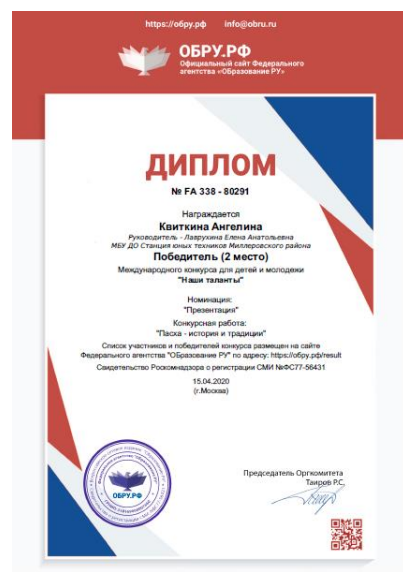 https://обру.рф info@obru.ru
ОБРУ.РФ
Официальный сайт Федерального
агентства «Образование РУ»
ДИПЛОМ
№ FA 338 - 80291
Награждается
Квиткина Ангелина
Руководитель - Лаврухина Елена Анатольевна
МБУ ДО Станция юных техников Миллеровского района
Победитель (2 место)
Международного конкурса для детей и молодежи
"Наши таланты"
Номинация:
"Презентация"
Конкурсная работа:
"Пасха - история и традиции"
Список участников и победителей конкурса размещен на сайте
Федерального агентства "ОБразование РУ" по адресу: https://обру.рф/result
Свидетельство Роскомнадзора о регистрации СМИ №ФС77-56431
15.04.2020
(г.Москва)
Председатель Оргкомитета
Таиров Р.С.
ОБРУ.РФ